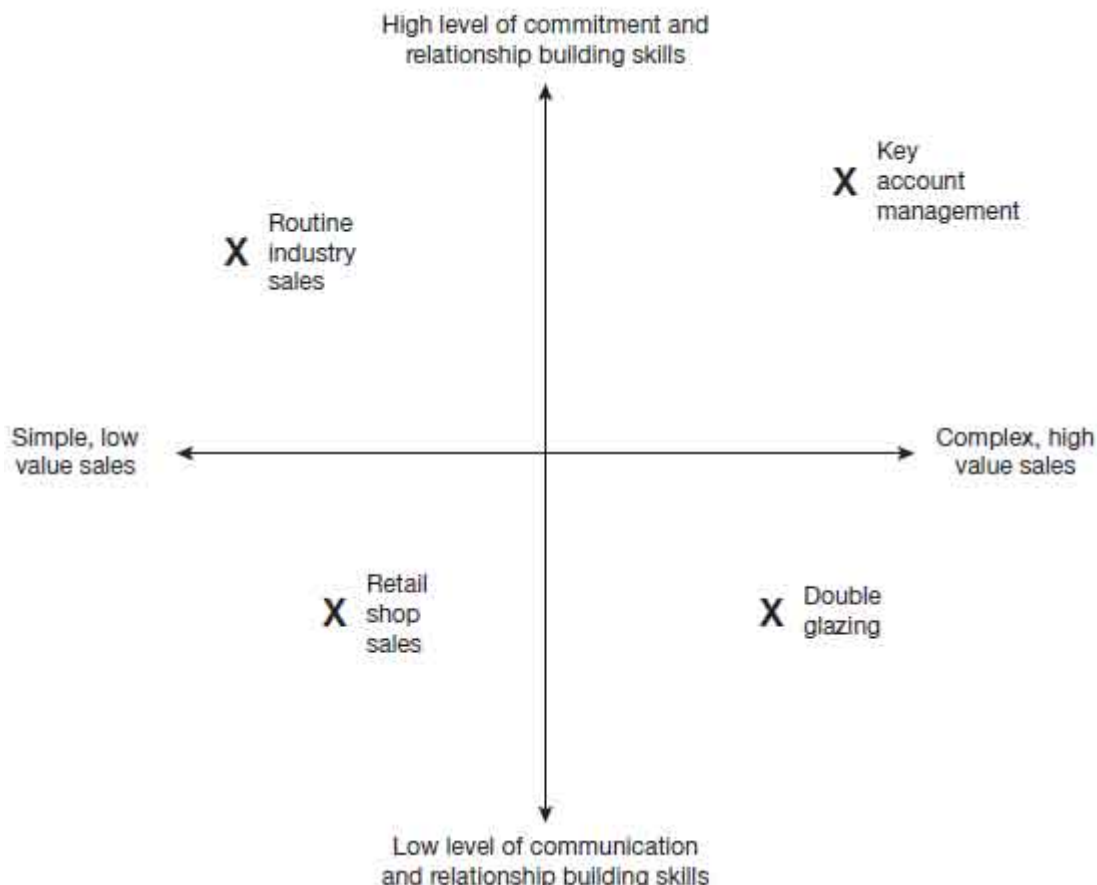 High level of commitment and
relationship building skills
X
Key
account
management
X
Routine
industry
sales
Simple, low
value sales
Complex, high
value sales
X
Retail
shop
sales
X
Double
glazing
Low level of communication
and relationship building skills